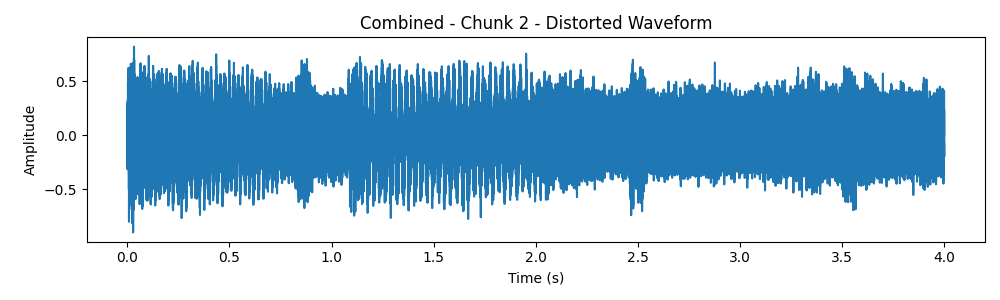 Combined - Chunk 2 - Distorted Waveform
Amplitude
0.5
0.0
−0.5
0.0 0.5 1.0 1.5 2.0 2.5 3.0 3.5 4.0
Time (s)